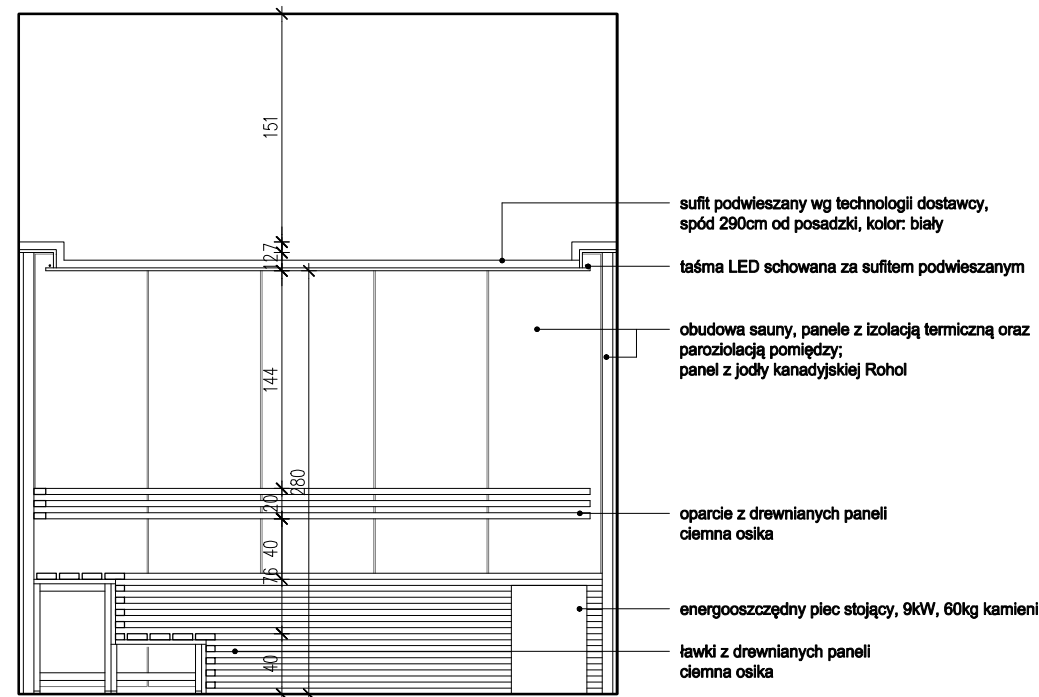 151
sufit podwieszany wg technologii dostawcy,
spód 290cm od posadzki, kolor: biały
127
taśma LED schowana za sufitem podwieszanym
obudowa sauny, panele z izolacją termiczną oraz
paroziolacją pomiędzy;
panel z jodły kanadyjskiej Rohol
144
280
20
oparcie z drewnianych paneli
ciemna osika
40
76
energooszczędny piec stojący, 9kW, 60kg kamieni
ławki z drewnianych paneli
ciemna osika
40